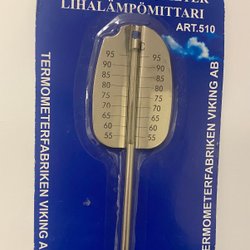 LIHALÄMPÖMITTARI
ART.510
TERMOMETERFABRIKEN VIKING AB
95 95
90 90
85 85
80 80
75 75
70 70
65 65
60 60
55 55
TERMOMETERFABRIKEN VIKING A